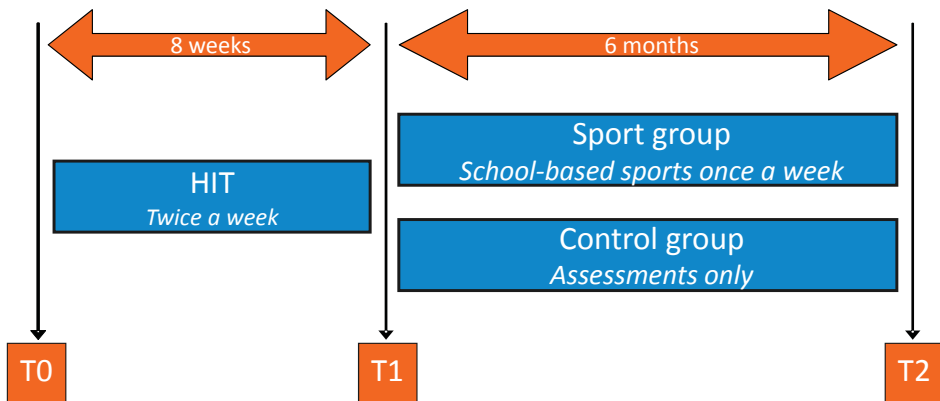 8 weeks
6 months
HIT
Twice a week
Sport group
School-based sports once a week
Control group
Assessments only
T0
T1
T2